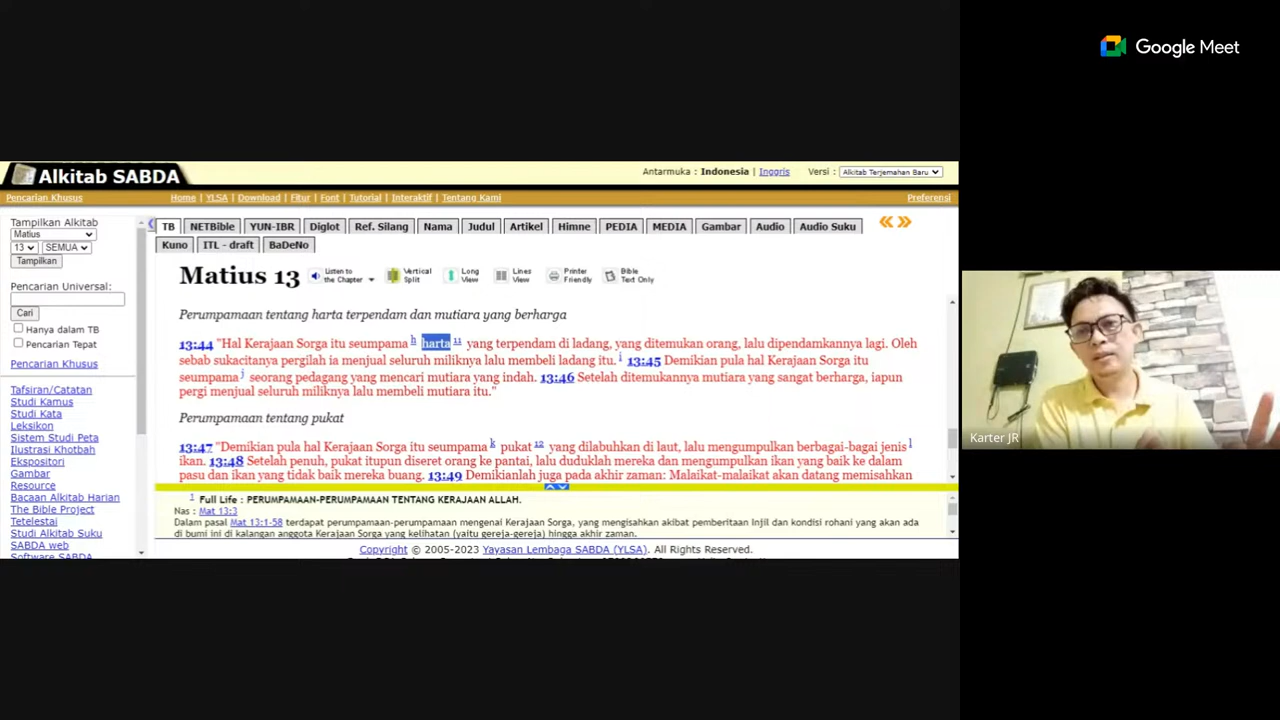 Google Meet
Alkitab SABDA
Antarmuka : Indonesia | Inggris Versi : Alkitab Terjemahan Baru
Pencarian Khusus Home | YLSA | Download | Fitur | Font | Tutorial | Interaktif | Tentang Kami Preferensi
Tampilkan Alkitab
Matius
13 SEMUA
Tampilkan
Pencarian Universal:
Cari
Hanya dalam TB
Pencarian Tepat
Pencarian Khusus
Tafsiran/Catatan
Studi Kamus
Studi Kata
Leksikon
Sistem Studi Peta
Ilustrasi Khotbah
Ekspositori
Gambar
Resource
Bacaan Alkitab Harian
The Bible Project
Tetelestai
Studi Alkitab Suku
SABDA web
Software SABDA
TB NETBible YUN-IBR Diglot Ref. Silang Nama Judul Artikel Himne PEDIA MEDIA Gambar Audio Audio Suku
Kuno ITL - draft BaDeNo
Matius 13
Listen to the Chapter
Vertical Split
Long View
Lines View
Printer Friendly
Bible Text Only
Perumpamaan tentang harta terpendam dan mutiara yang berharga
13:44 "Hal Kerajaan Sorga itu seumpama h harta 11 yang terpendam di ladang, yang ditemukan orang, lalu dipendamkannya lagi. Oleh
sebab sukacitanya pergilah ia menjual seluruh miliknya lalu membeli ladang itu. i 13:45 Demikian pula hal Kerajaan Sorga itu
seumpama j seorang pedagang yang mencari mutiara yang indah. 13:46 Setelah ditemukannya mutiara yang sangat berharga, iapun
pergi menjual seluruh miliknya lalu membeli mutiara itu."
Perumpamaan tentang pukat
13:47 "Demikian pula hal Kerajaan Sorga itu seumpama k pukat 12 yang dilabuhkan di laut, lalu mengumpulkan berbagai-bagai jenis l
ikan. 13:48 Setelah penuh, pukat itupun diseret orang ke pantai, lalu duduklah mereka dan mengumpulkan ikan yang baik ke dalam
pasu dan ikan yang tidak baik mereka buang. 13:49 Demikianlah juga pada akhir zaman: Malaikat-malaikat akan datang memisahkan
1 Full Life : PERUMPAMAAN-PERUMPAMAAN TENTANG KERAJAAN ALLAH.
Nas : Mat 13:3
Dalam pasal Mat 13:1-58 terdapat perumpamaan-perumpamaan mengenai Kerajaan Sorga, yang mengisahkan akibat pemberitaan Injil dan kondisi rohani yang akan ada
di bumi ini di kalangan anggota Kerajaan Sorga yang kelihatan (yaitu gereja-gereja) hingga akhir zaman.
Copyright © 2005-2023 Yayasan Lembaga SABDA (YLSA). All Rights Reserved.
Karter JR